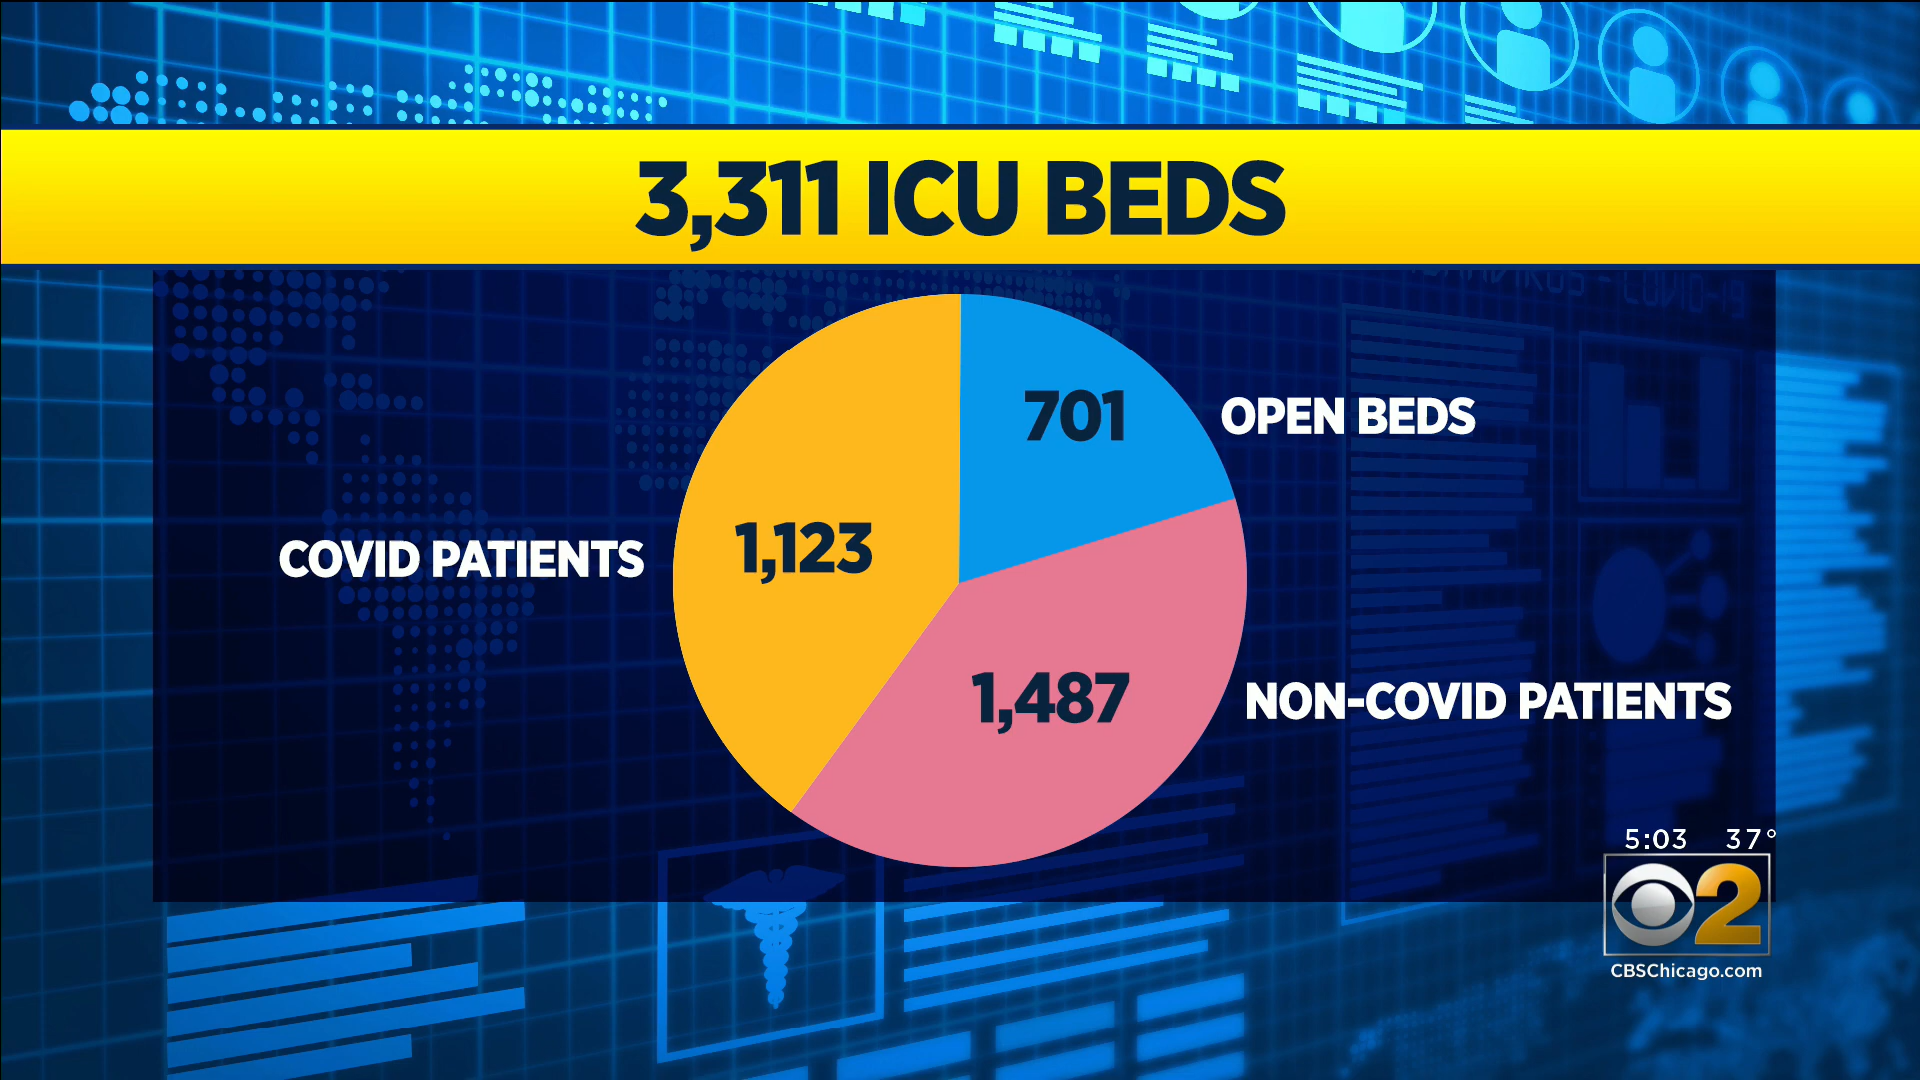 3,311 ICU BEDS
701
OPEN BEDS
COVID PATIENTS
1,123
1,487
NON-COVID PATIENTS
5:03 37°
2
CBSChicago.com